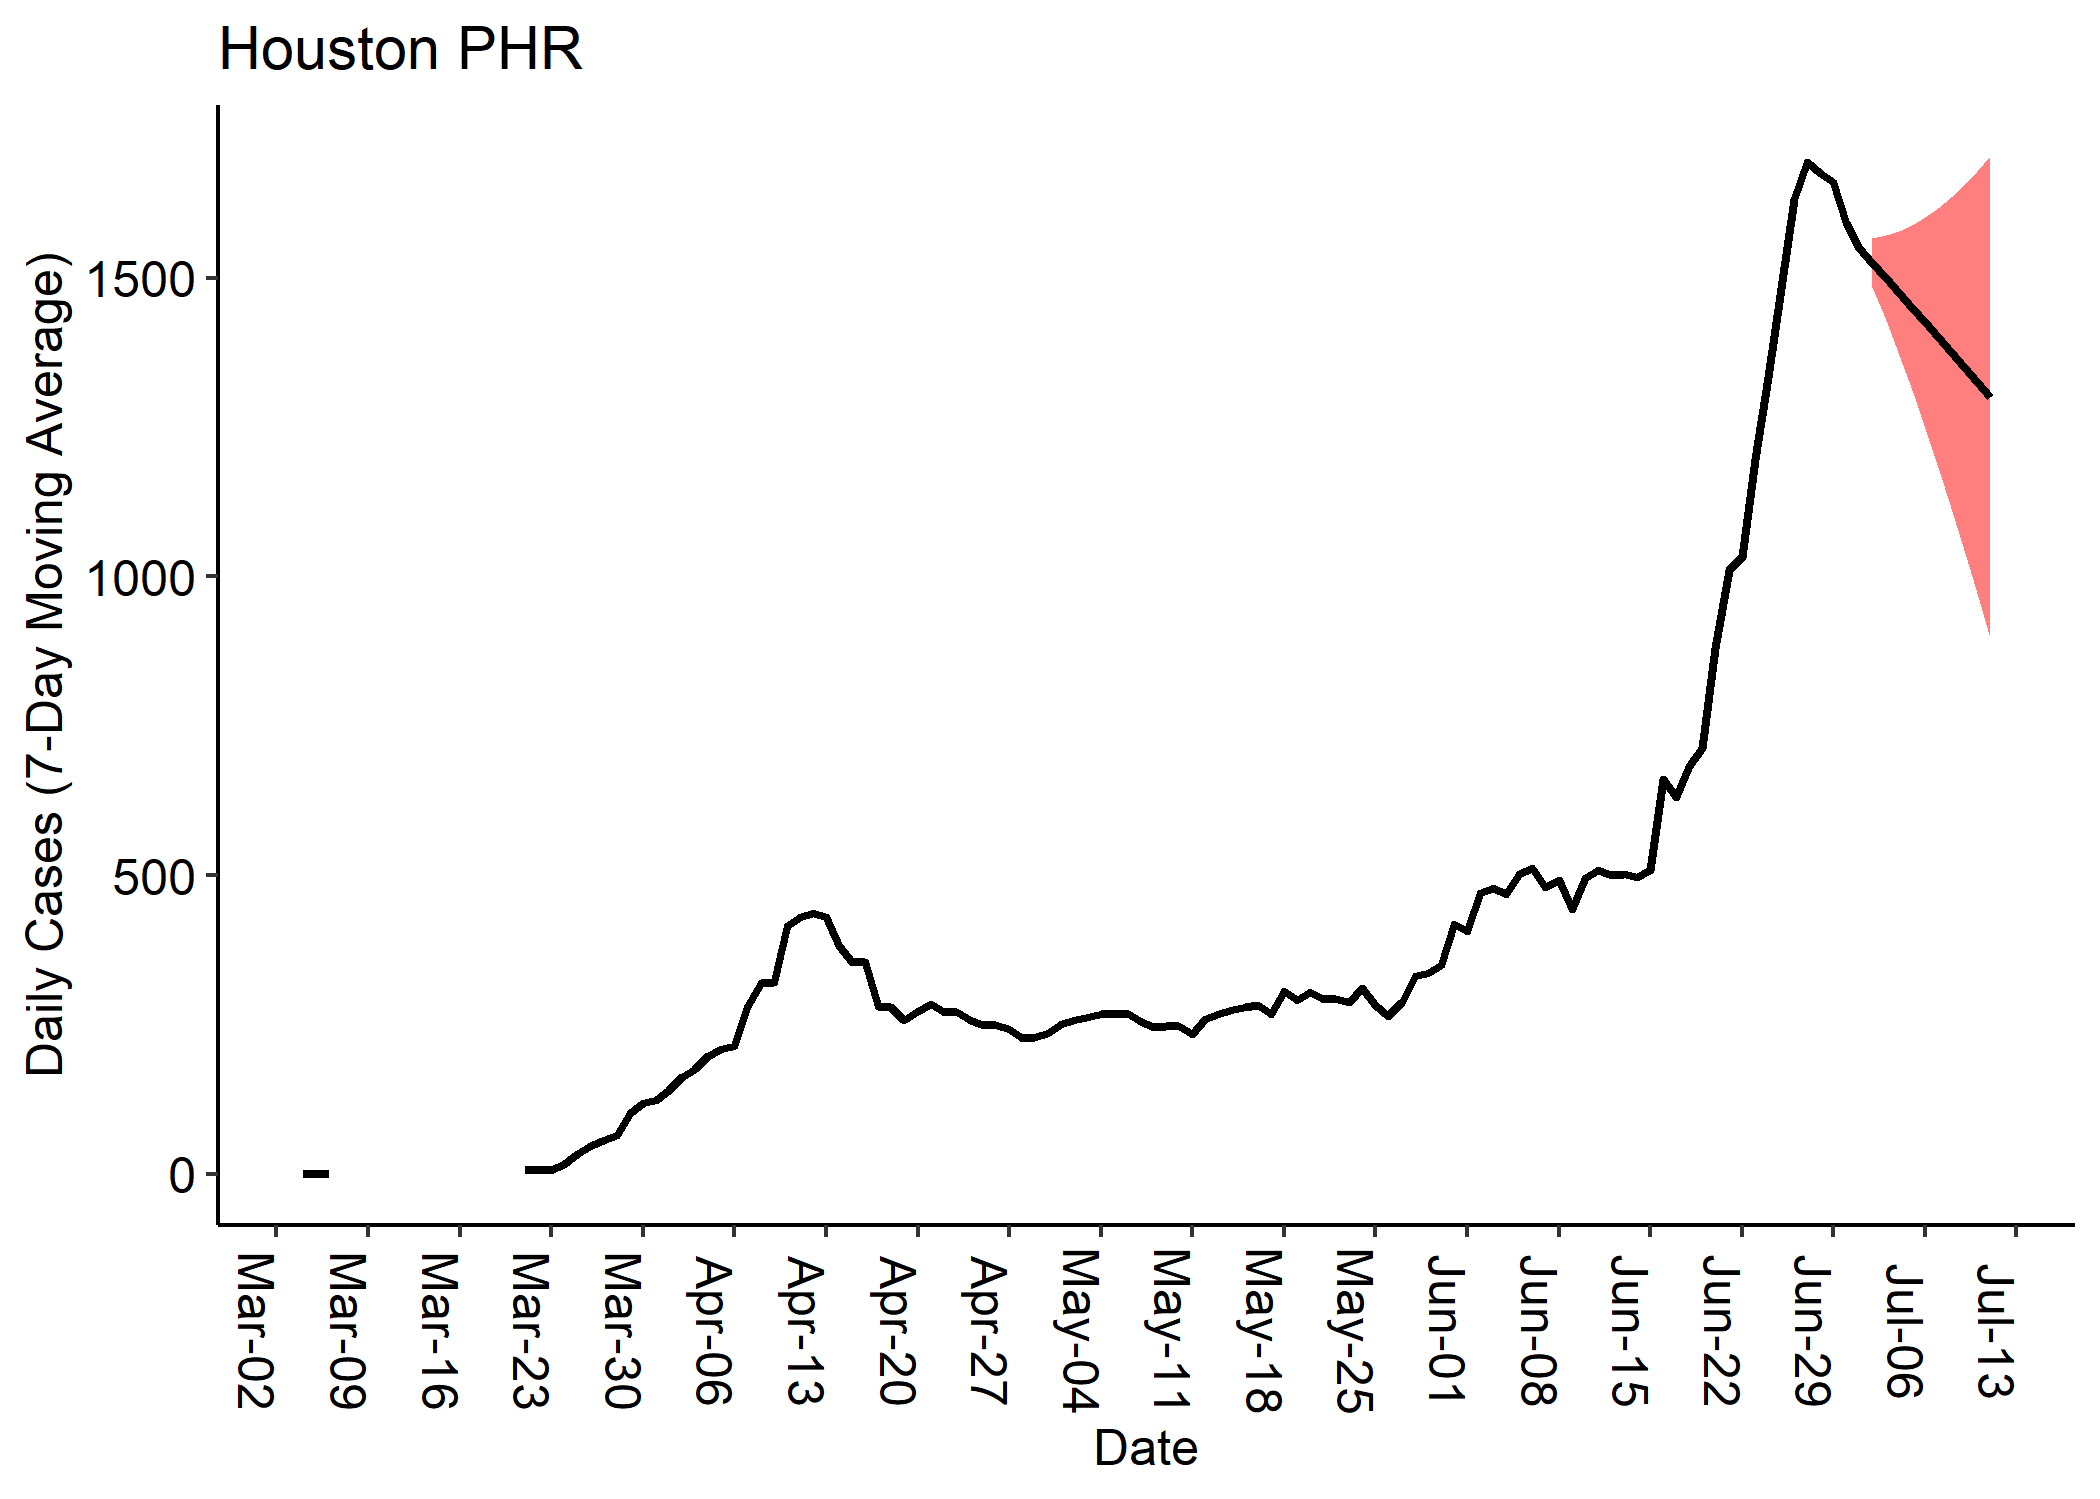 Houston PHR
Daily Cases (7-Day Moving Average)
1500
1000
500
0
Mar-02
Mar-09
Mar-16
Mar-23
Mar-30
Apr-06
Apr-13
Apr-20
Apr-27
May-04
May-11
May-18
May-25
Jun-01
Jun-08
Jun-15
Jun-22
Jun-29
Jul-06
Jul-13
Date